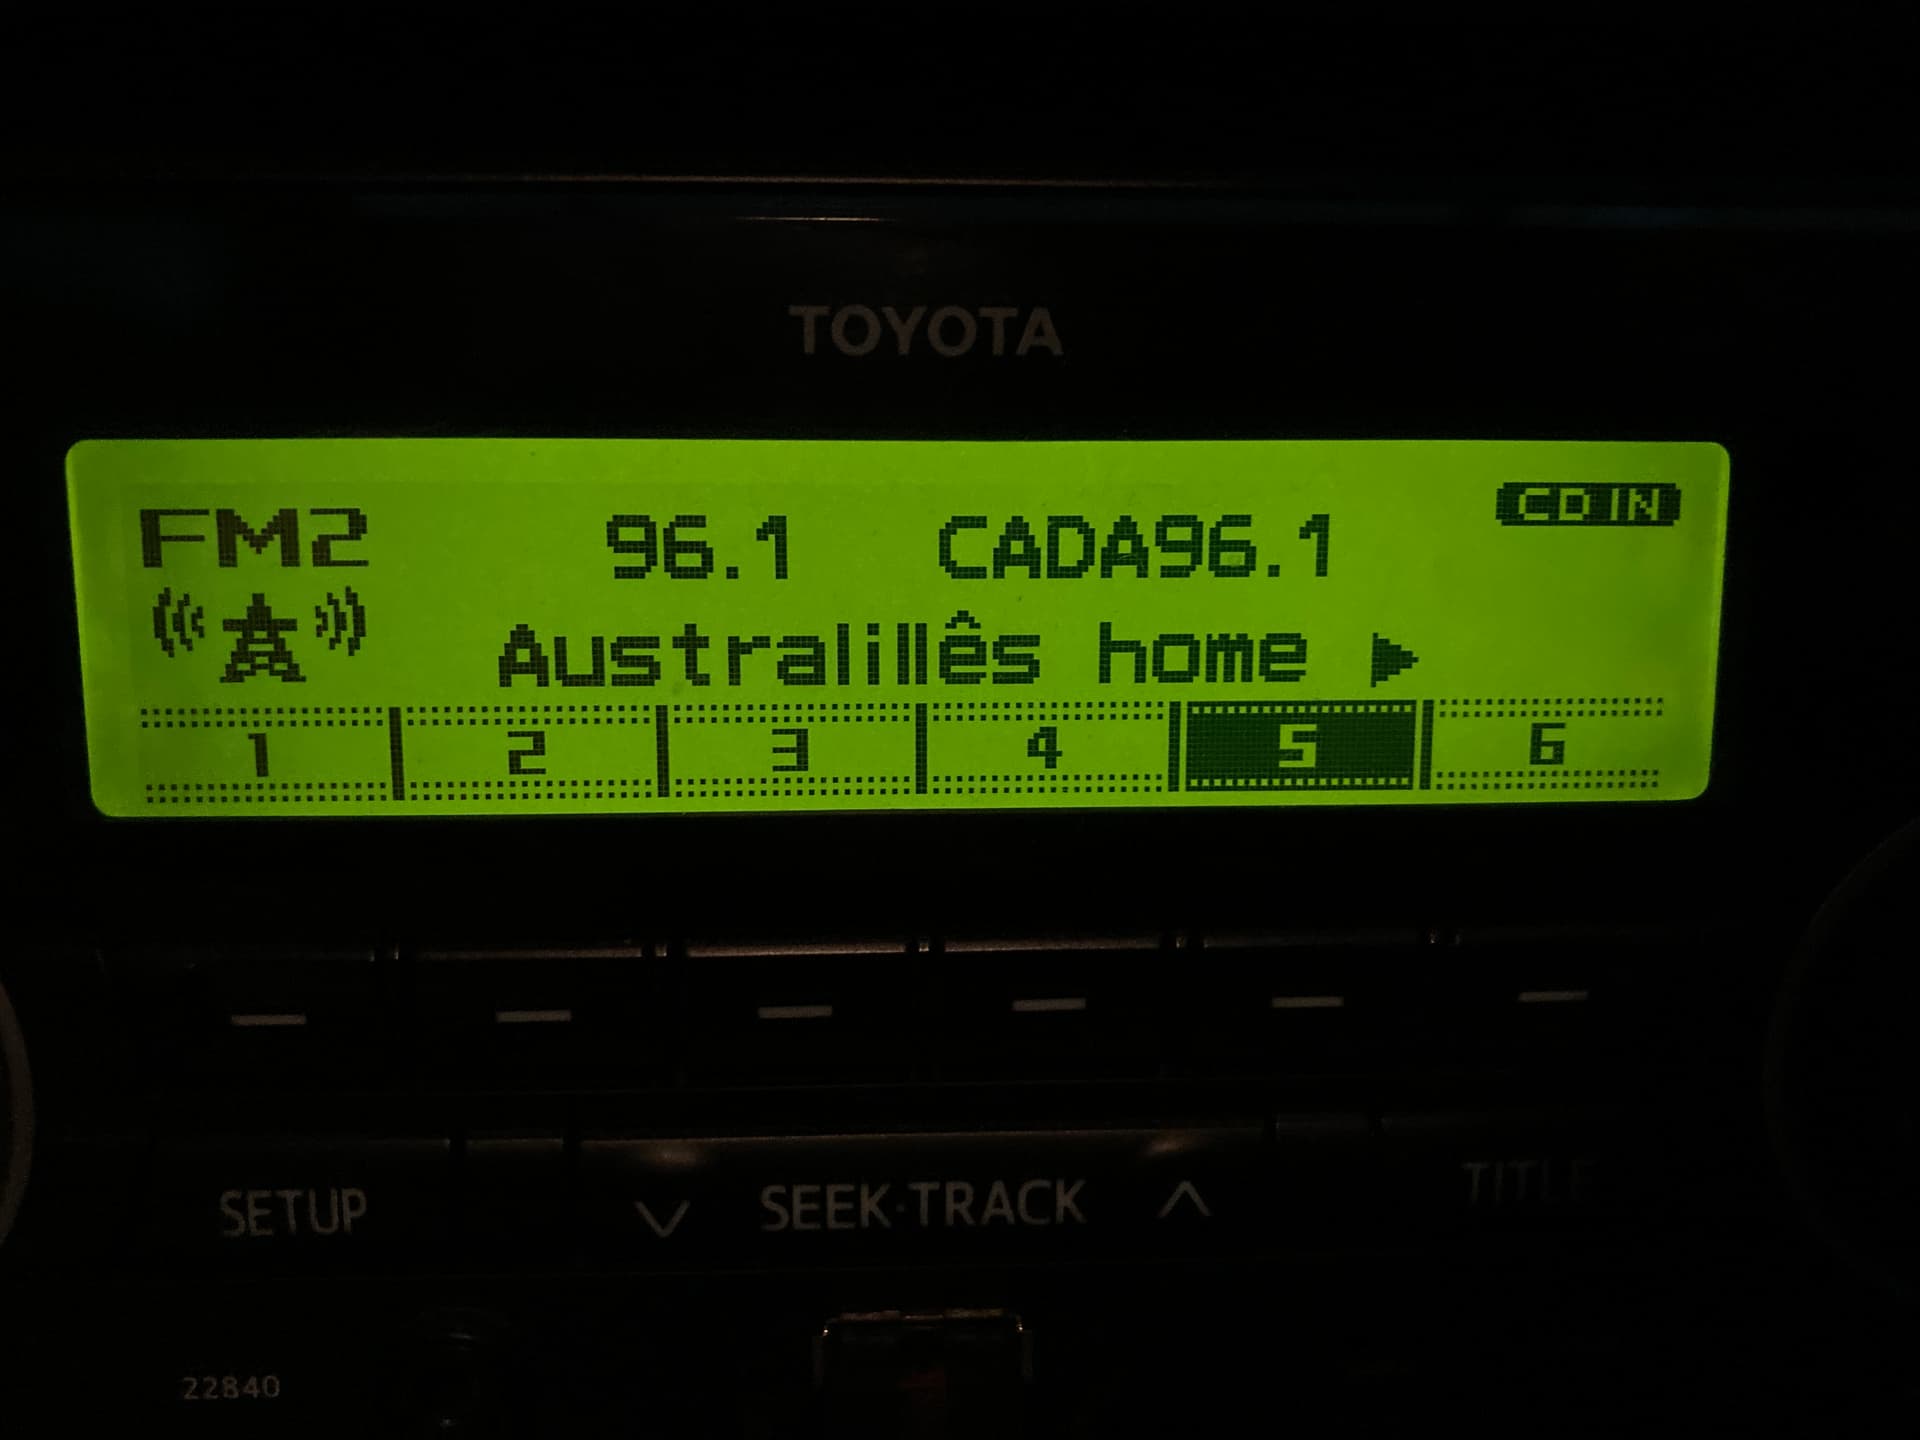 TOYOTA
FM2 96.1 CADA96.1 CD IN
Australillês home
1 2 3 4 5 6
SETUP SEEK·TRACK TITLE
22840